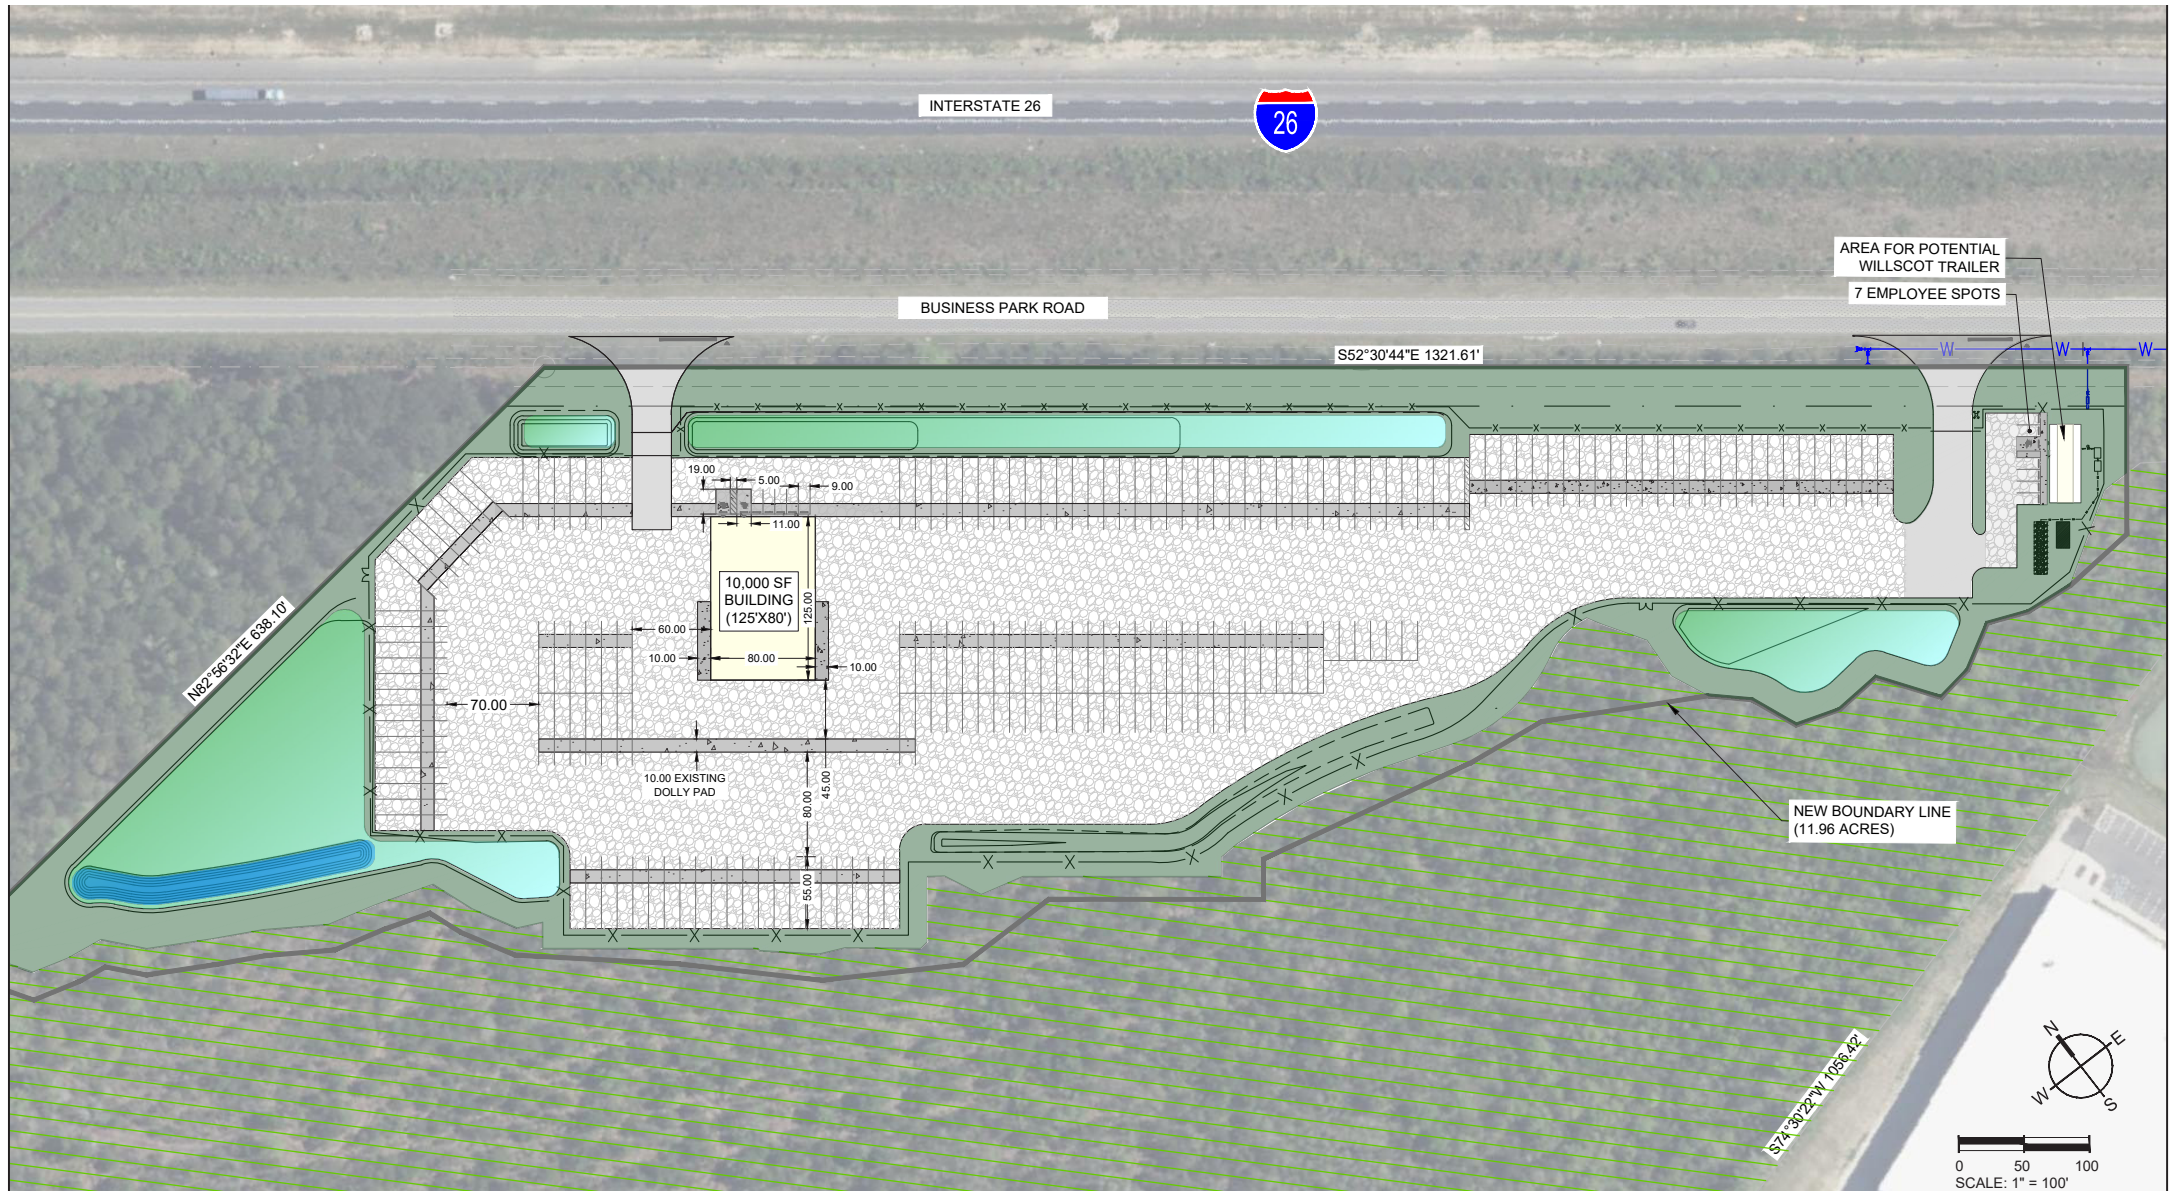 INTERSTATE 26
26
AREA FOR POTENTIAL
WILLSCOT TRAILER
7 EMPLOYEE SPOTS
BUSINESS PARK ROAD
S52°30'44"E 1321.61'
W
W
W
19.00
5.00
9.00
11.00
10,000 SF
BUILDING
(125'X80')
125.00
60.00
10.00
80.00
10.00
N82°56'32"E 638.10'
70.00
10.00 EXISTING
DOLLY PAD
45.00
80.00
55.00
NEW BOUNDARY LINE
(11.96 ACRES)
S74°30'22"W 1056.42'
N
E
W
S
0 50 100
SCALE: 1" = 100'